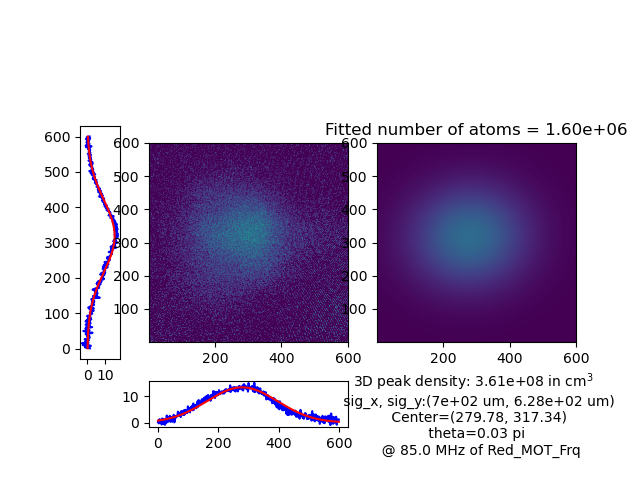 Fitted number of atoms = 1.60e+06
600
500
400
300
200
100
0
0 10
600
500
400
300
200
100
200 400 600
600
500
400
300
200
100
200 400 600
10
0
0 200 400 600
3D peak density: 3.61e+08 in cm³
sig_x, sig_y:(7e+02 um, 6.28e+02 um)
Center=(279.78, 317.34)
theta=0.03 pi
@ 85.0 MHz of Red_MOT_Frq